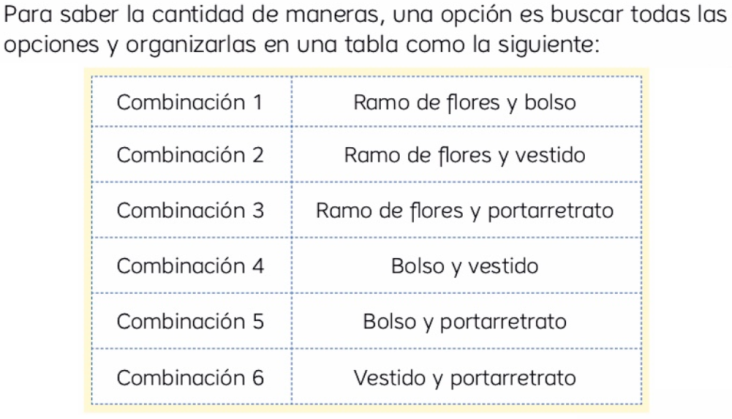 Para saber la cantidad de maneras, una opción es buscar todas las
opciones y organizarlas en una tabla como la siguiente:
Combinación 1 Ramo de flores y bolso
Combinación 2 Ramo de flores y vestido
Combinación 3 Ramo de flores y portarretrato
Combinación 4 Bolso y vestido
Combinación 5 Bolso y portarretrato
Combinación 6 Vestido y portarretrato